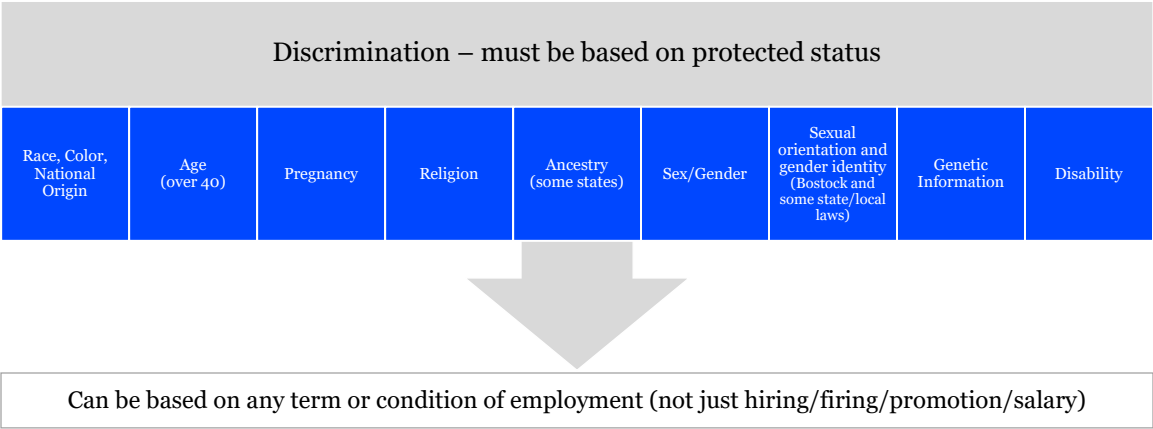 Discrimination – must be based on protected status
Race, Color,
National
Origin
Age
(over 40)
Pregnancy
Religion
Ancestry
(some states)
Sex/Gender
Sexual
orientation and
gender identity
(Bostock and
some state/local
laws)
Genetic
Information
Disability
Can be based on any term or condition of employment (not just hiring/firing/promotion/salary)